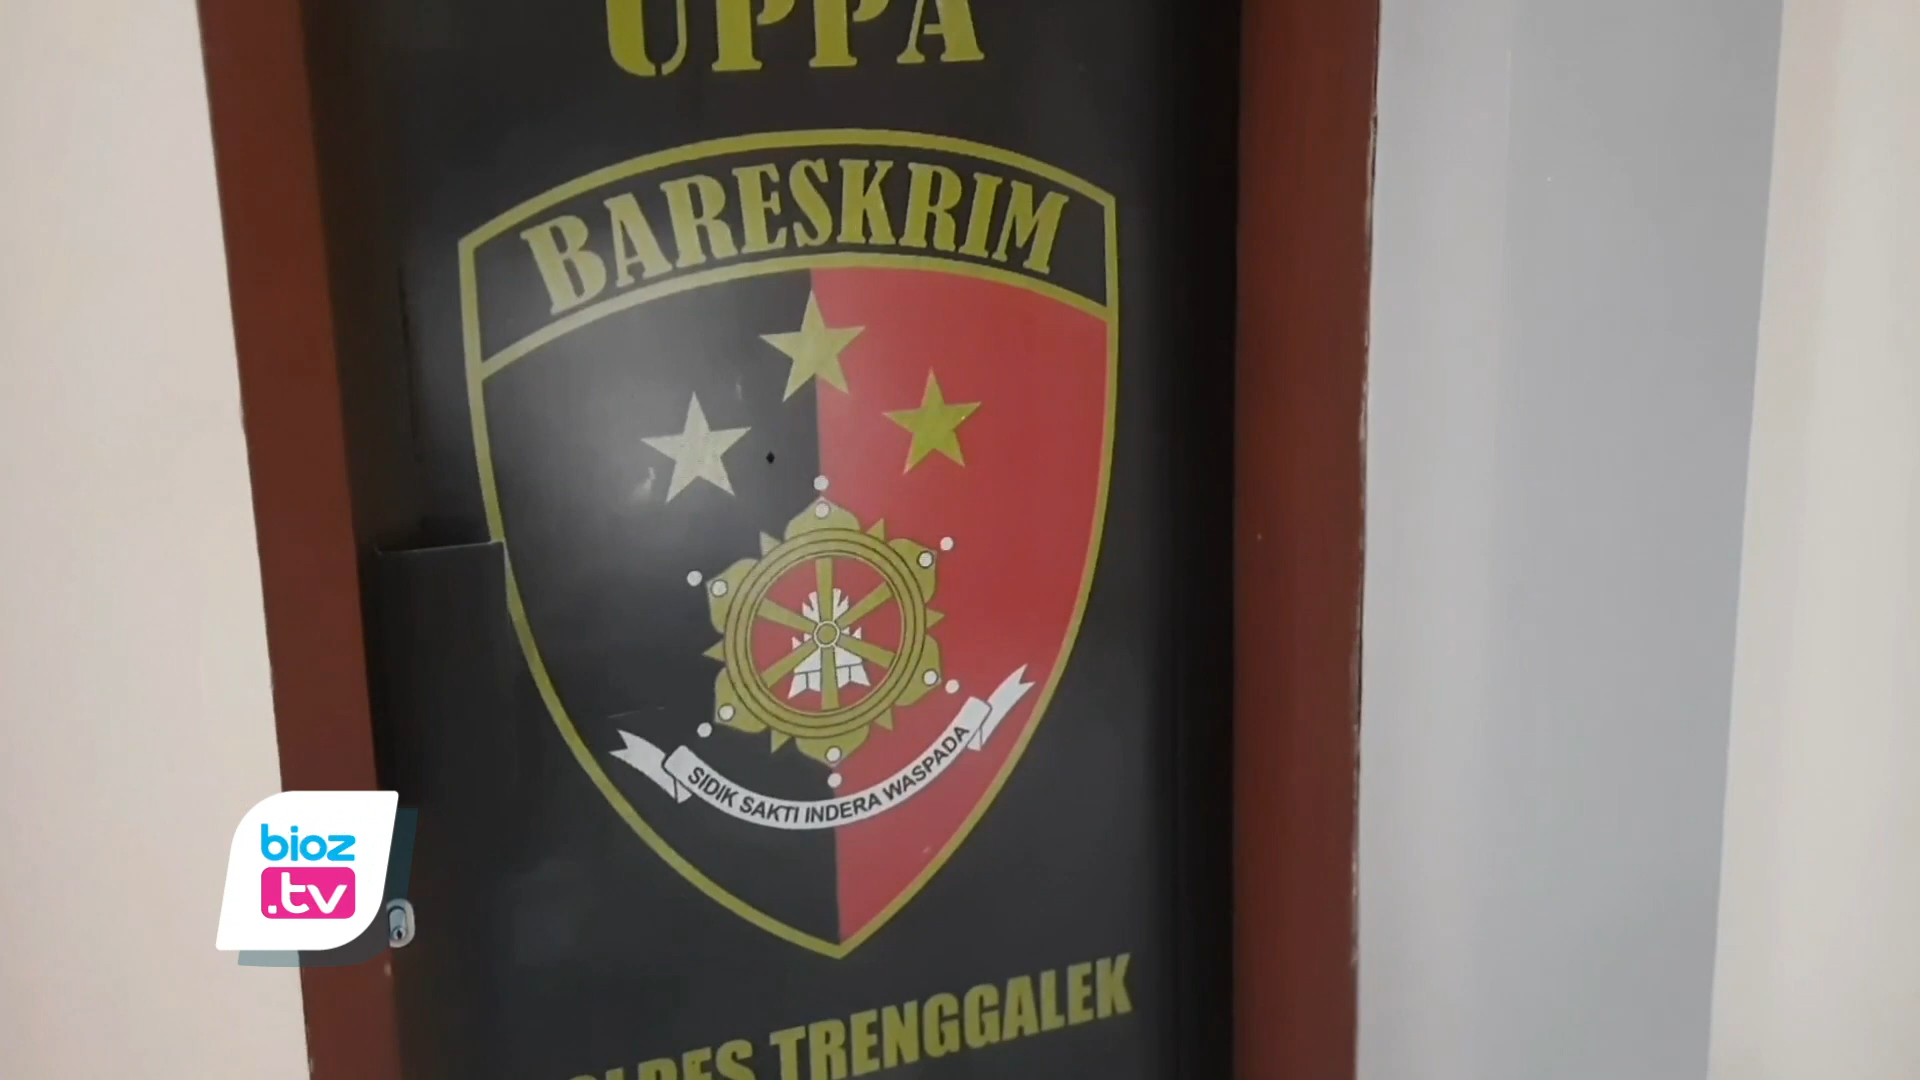 UPPA
BARESKRIM
SIDIK SAKTI INDERA WASPADA
TRENGGALEK
bioz
.tv